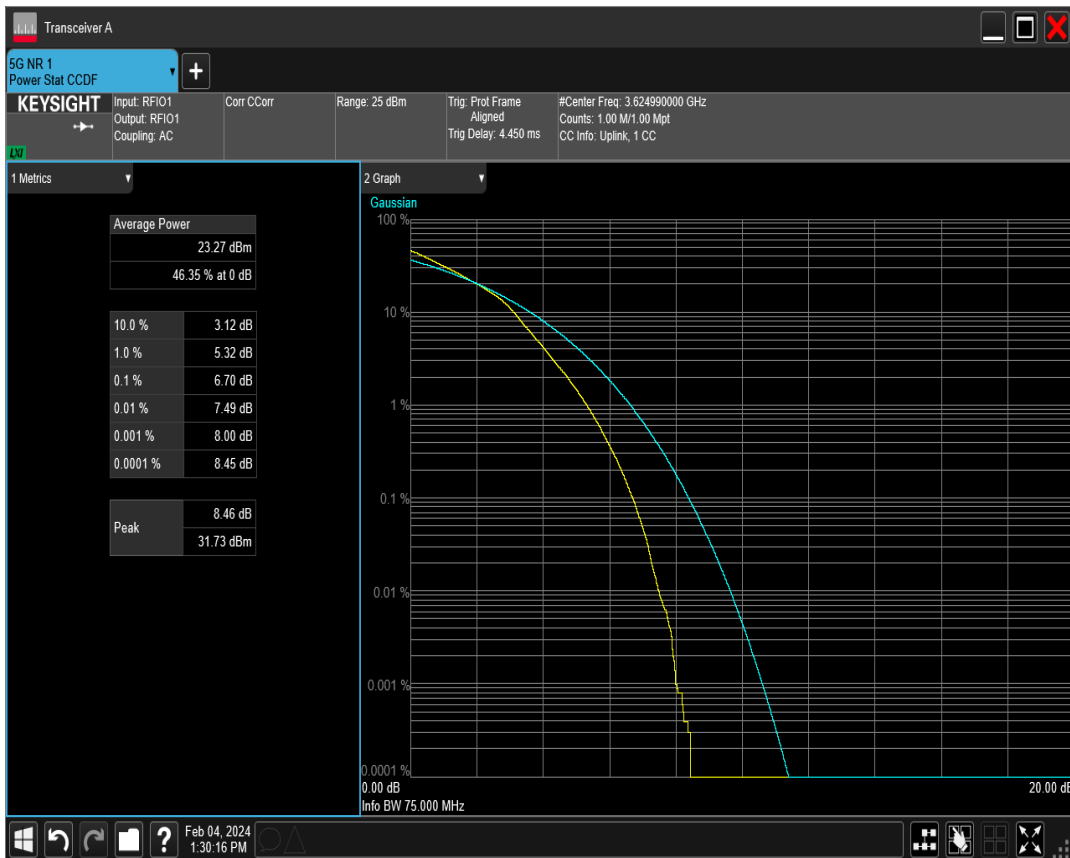 Transceiver A
5G NR 1
Power Stat CCDF
KEYSIGHT
LXI
Input: RFIO1
Output: RFIO1
Coupling: AC
Corr CCorr
Range: 25 dBm
Trig: Prot Frame
Aligned
Trig Delay: 4.450 ms
#Center Freq: 3.624990000 GHz
Counts: 1.00 M/1.00 Mpt
CC Info: Uplink, 1 CC
1 Metrics
Average Power
23.27 dBm
46.35 % at 0 dB
10.0 % 3.12 dB
1.0 % 5.32 dB
0.1 % 6.70 dB
0.01 % 7.49 dB
0.001 % 8.00 dB
0.0001 % 8.45 dB
Peak
8.46 dB
31.73 dBm
2 Graph
Gaussian
100 %
10 %
1 %
0.1 %
0.01 %
0.001 %
0.0001 %
0.00 dB 20.00 dB
Info BW 75.000 MHz
? Feb 04, 2024
1:30:16 PM